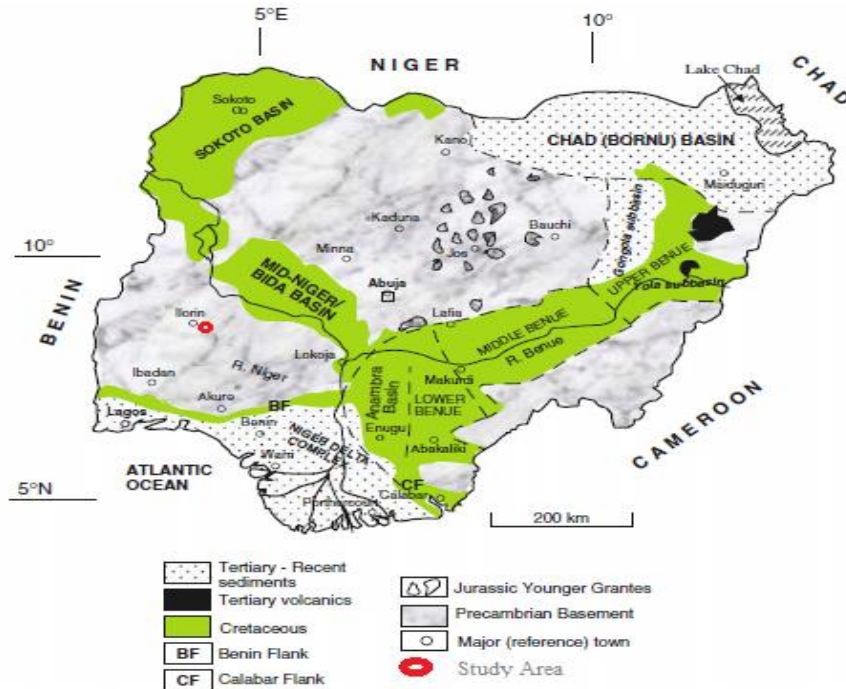 5°E
10°
NIGER
CHAD
Lake Chad
Sokoto
SOKOTO BASIN
Kano
CHAD (BORNU) BASIN
Maiduguri
Kaduna
Jos
Bauchi
Gongola subbasin
10°
Minna
MID-NIGER/
BIDA BASIN
Abuja
UPPER BENUE
Yola subbasin
BENIN
Ilorin
Lafia
MIDDLE BENUE
R. Benue
Lokoja
R. Niger
Ibadan
Makurdi
Akure
Anambra
Basin
LOWER
BENUE
BF
Lagos
Benin
Enugu
Abakaliki
NIGER DELTA
COMPLEX
Warri
CAMEROON
ATLANTIC
OCEAN
CF
Calabar
5°N
Portharcourt
200 km
Tertiary - Recent
sediments
Tertiary volcanics
Cretaceous
BF Benin Flank
CF Calabar Flank
Jurassic Younger Grantes
Precambrian Basement
Major (reference) town
Study Area